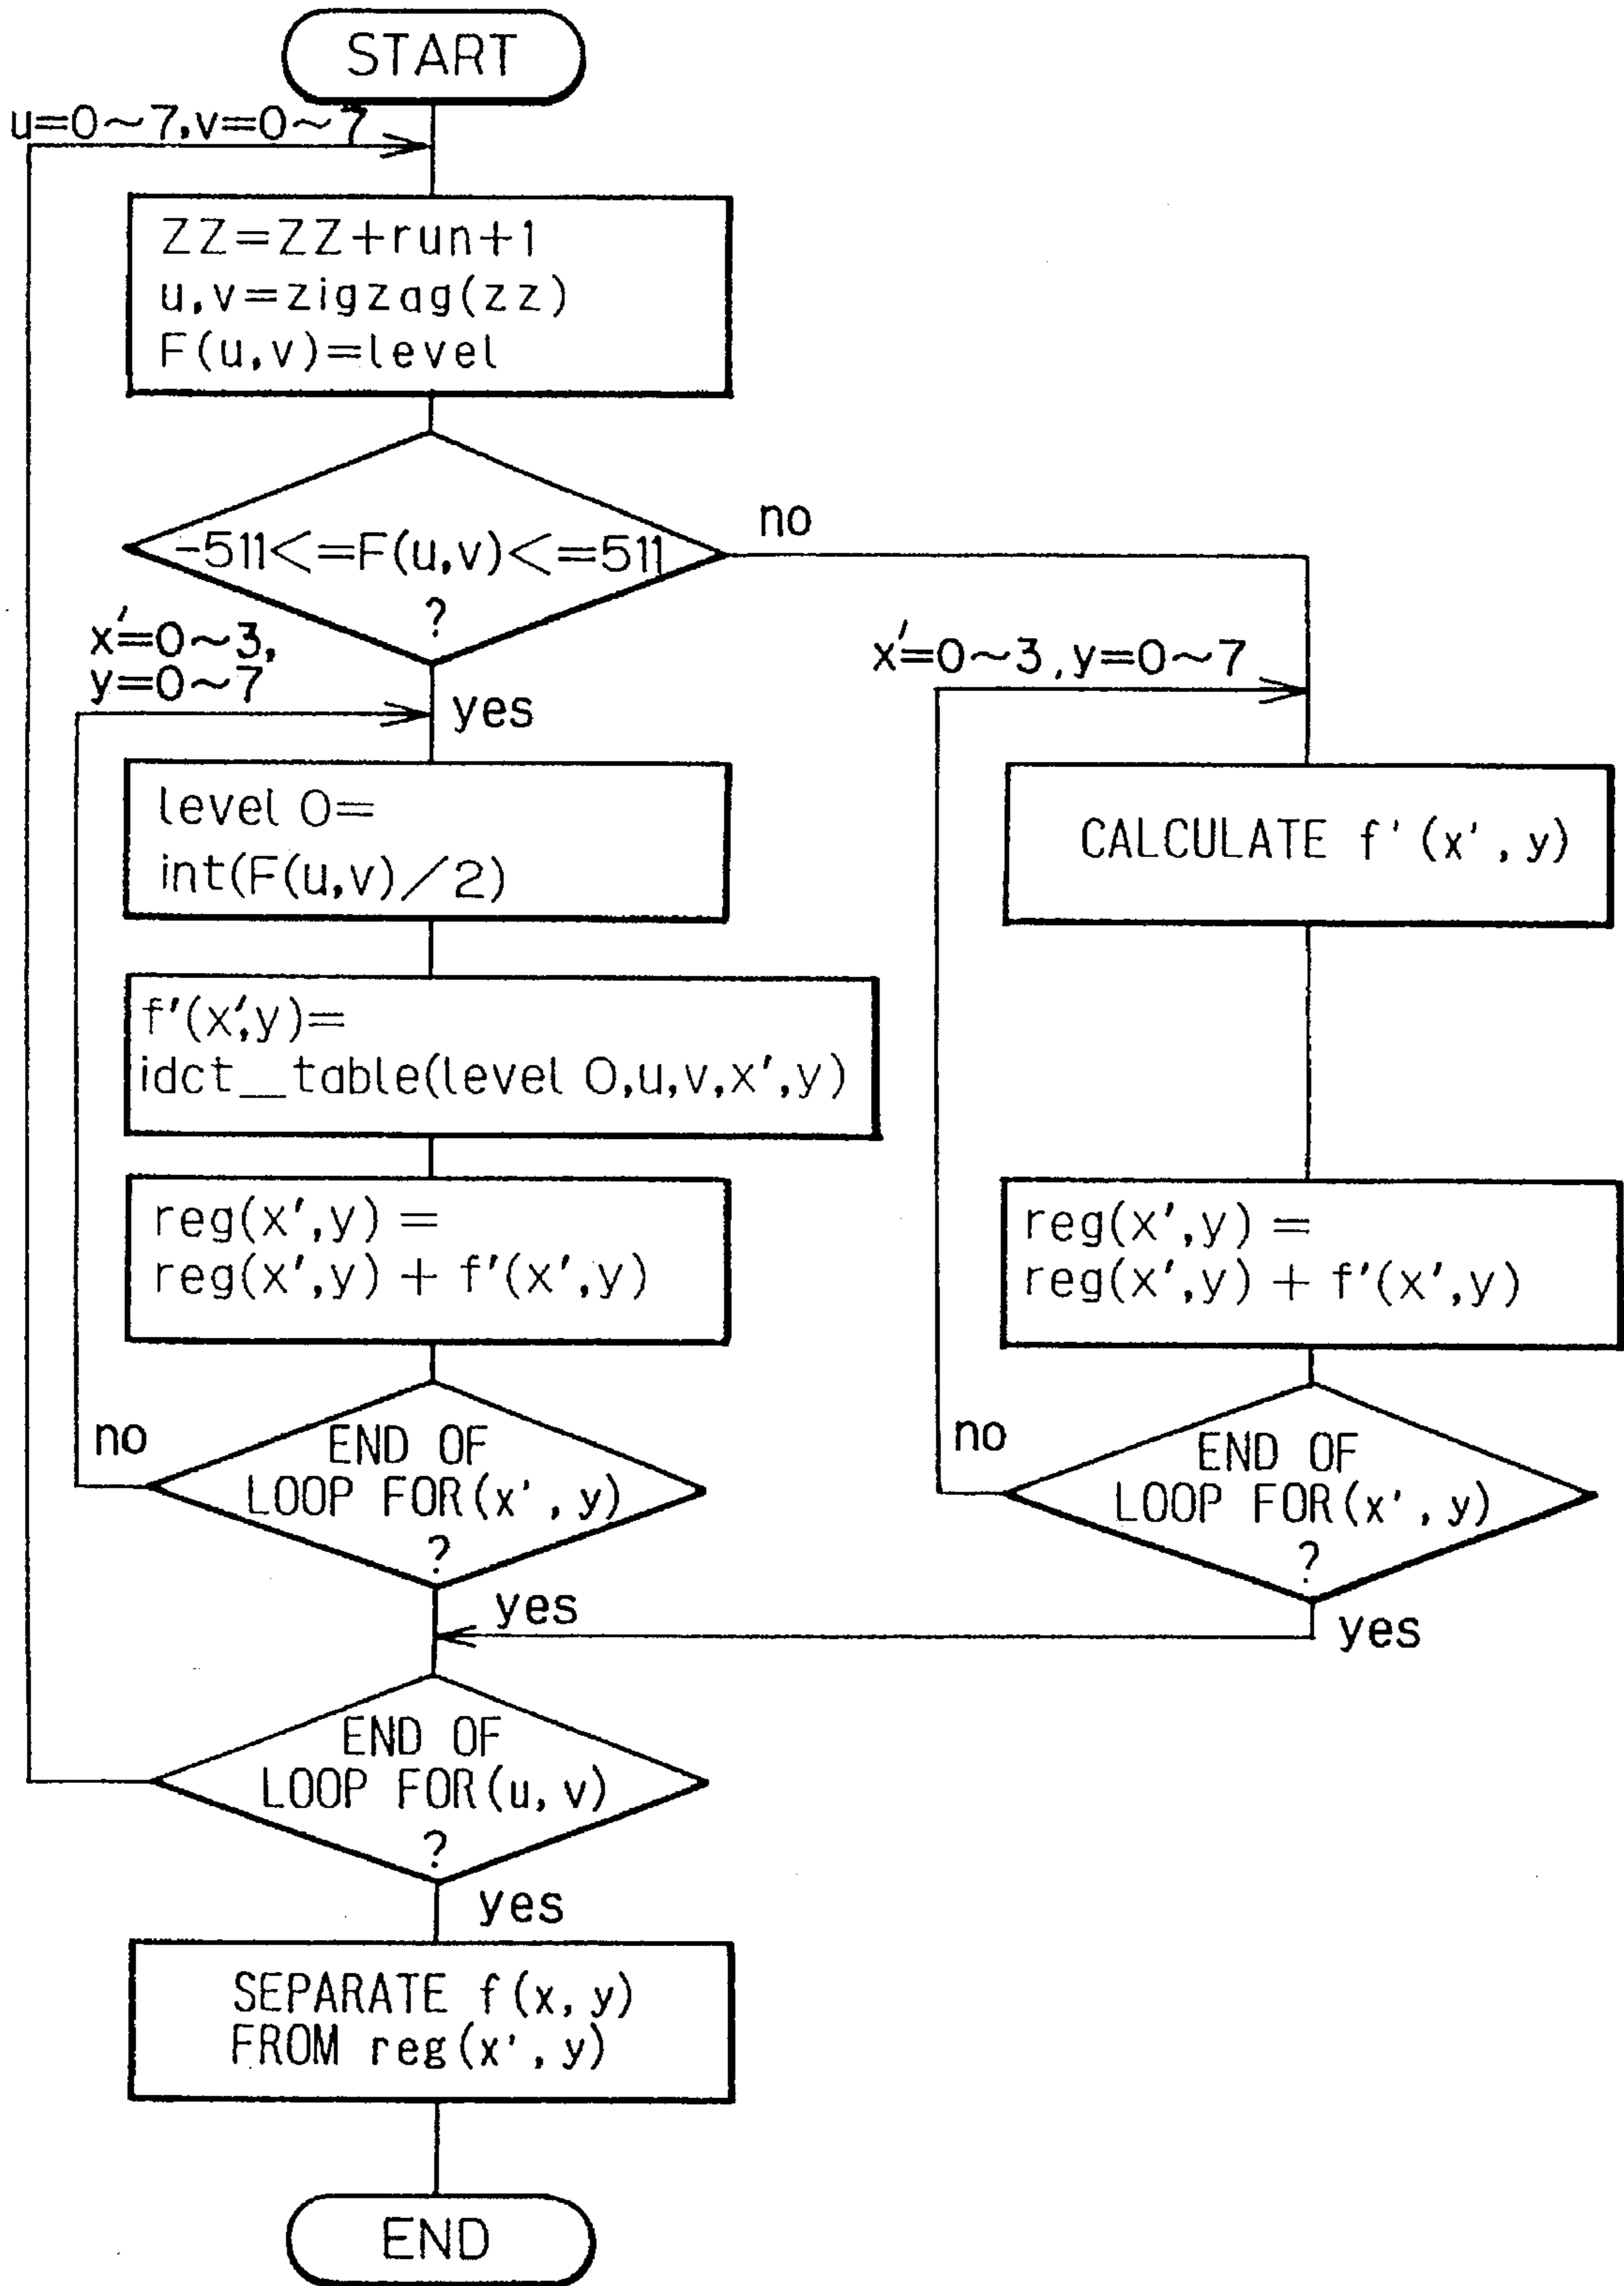 START
u=0~7,v=0~7
ZZ=ZZ+run+1
u,v=zigzag(zz)
F(u,v)=level
-511<=F(u,v)<=511
?
no
x'=0~3,
y=0~7
yes
x'=0~3,y=0~7
level 0=
int(F(u,v)/2)
CALCULATE f'(x',y)
f'(x',y)=
idct__table(level 0,u,v,x',y)
reg(x',y) =
reg(x',y) + f'(x',y)
reg(x',y) =
reg(x',y) + f'(x',y)
no
END OF
LOOP FOR(x',y)
?
yes
no
END OF
LOOP FOR(x',y)
?
yes
END OF
LOOP FOR(u,v)
?
yes
SEPARATE f(x,y)
FROM reg(x',y)
END